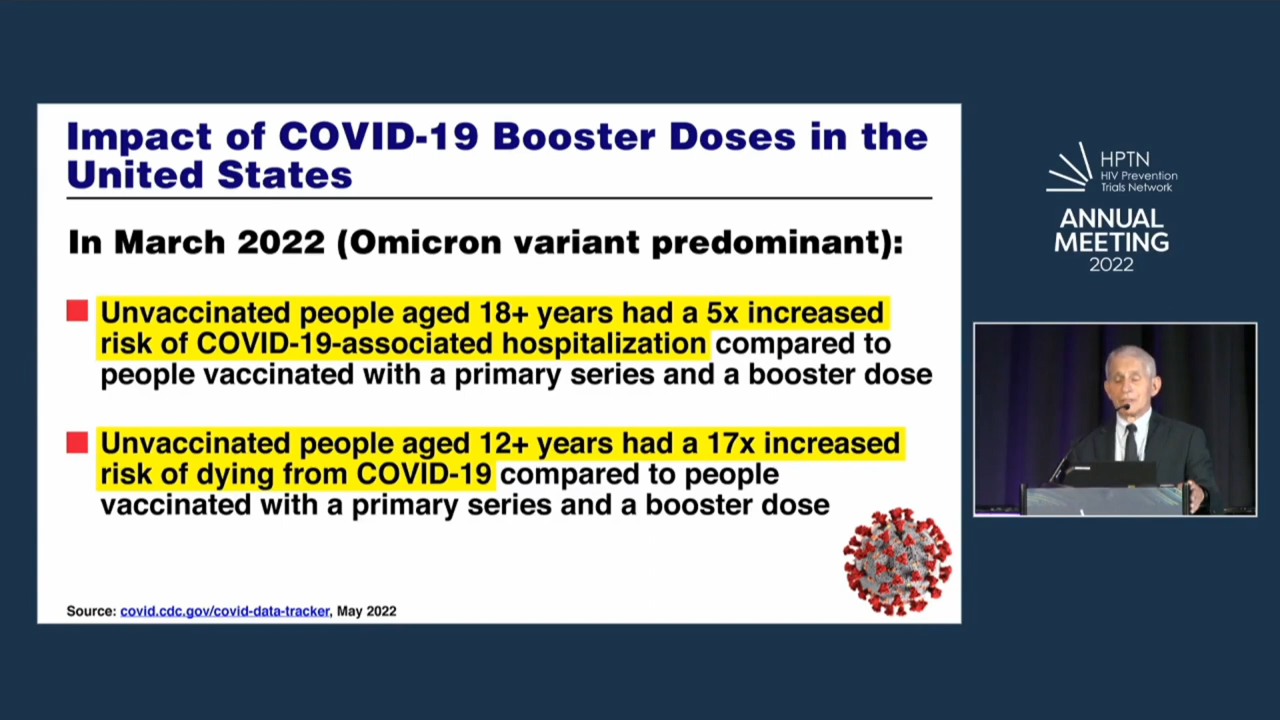 Impact of COVID-19 Booster Doses in the
United States
In March 2022 (Omicron variant predominant):
Unvaccinated people aged 18+ years had a 5x increased
risk of COVID-19-associated hospitalization compared to
people vaccinated with a primary series and a booster dose
Unvaccinated people aged 12+ years had a 17x increased
risk of dying from COVID-19 compared to people
vaccinated with a primary series and a booster dose
Source: covid.cdc.gov/covid-data-tracker, May 2022
HPTN
HIV Prevention
Trials Network
ANNUAL
MEETING
2022